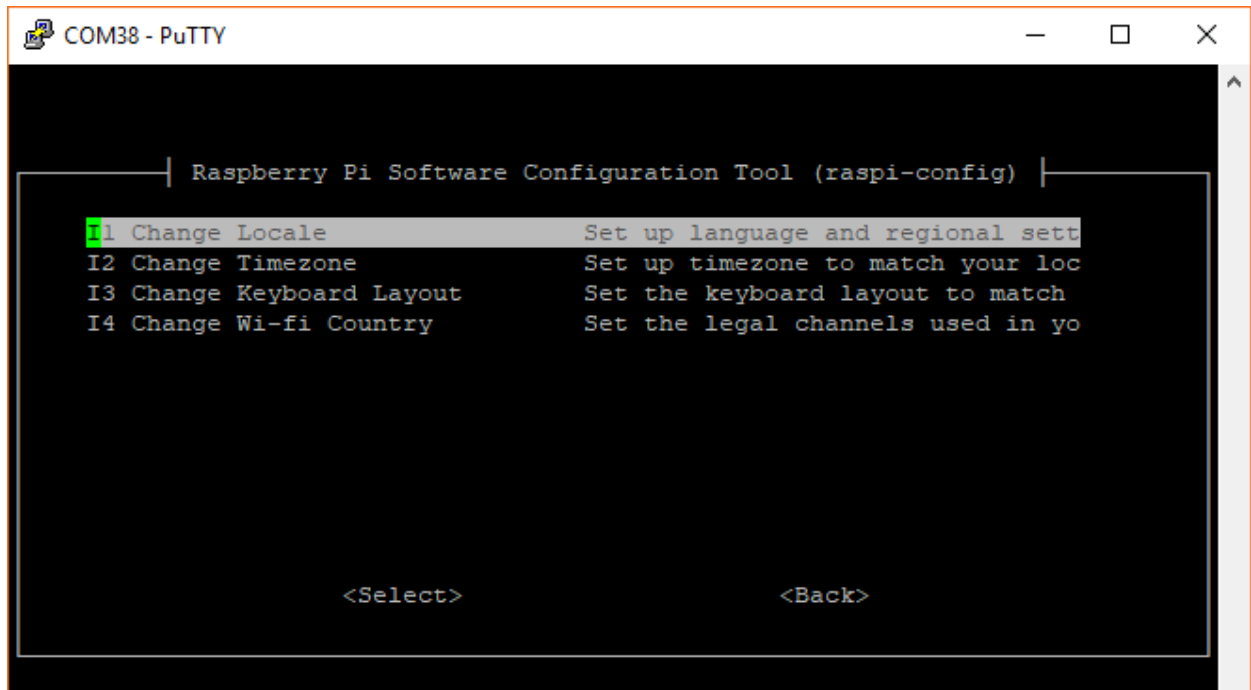 COM38 - PuTTY
Raspberry Pi Software Configuration Tool (raspi-config)
I1 Change Locale Set up language and regional sett
I2 Change Timezone Set up timezone to match your loc
I3 Change Keyboard Layout Set the keyboard layout to match
I4 Change Wi-fi Country Set the legal channels used in yo
<Select> <Back>